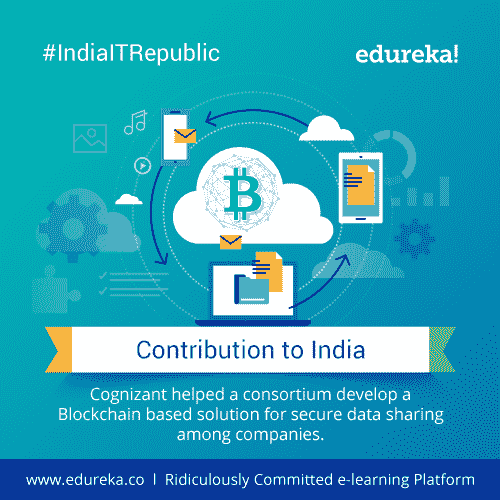 #IndiaITRepublic
edureka!
Contribution to India
Cognizant helped a consortium develop a
Blockchain based solution for secure data sharing
among companies.
www.edureka.co | Ridiculously Committed e-learning Platform